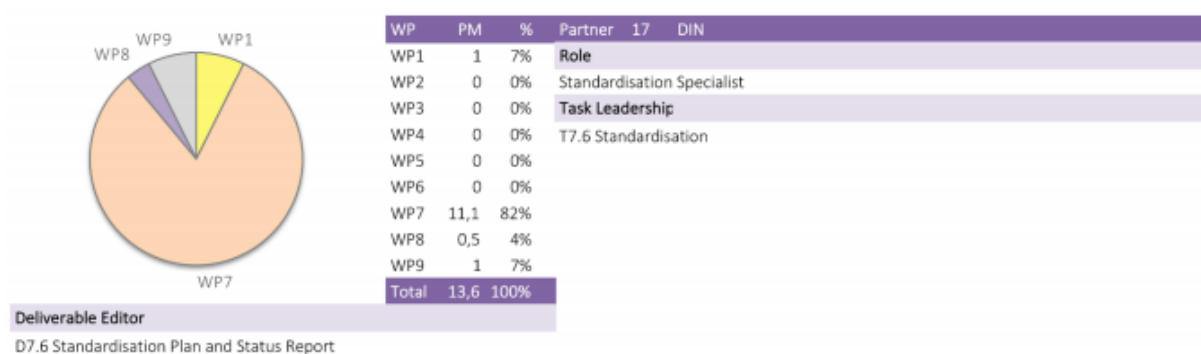 WP9 WP1
WP8
WP7
WP PM %
WP1 1 7%
WP2 0 0%
WP3 0 0%
WP4 0 0%
WP5 0 0%
WP6 0 0%
WP7 11,1 82%
WP8 0,5 4%
WP9 1 7%
Total 13,6 100%
Partner 17 DIN
Role
Standardisation Specialist
Task Leadership
T7.6 Standardisation
Deliverable Editor
D7.6 Standardisation Plan and Status Report